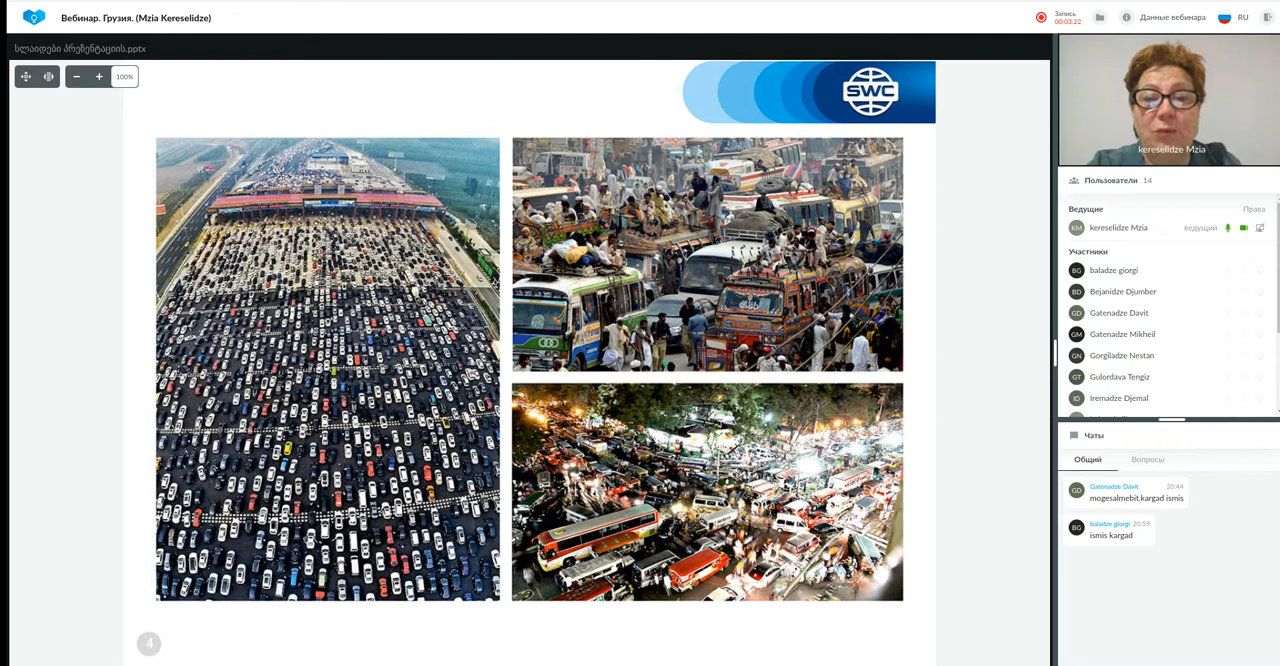 Вебинар. Грузия. (Mzia Kereselidze)
Запись
00:03:22
Данные вебинара
RU
სლაიდები პრეზენტაციის.pptx
100%
SWC
4
kereselidze Mzia
Пользователи 14
Ведущие Права
KM kereselidze Mzia ведущий
Участники
BG baladze giorgi
BD Bejanidze Djumber
GD Gatenadze Davit
GM Gatenadze Mikheil
GN Gorgiladze Nestan
GT Gulordava Tengiz
ID Iremadze Djemal
Чаты
Общий Вопросы
GD Gatenadze Davit 20:44
mogesalmebit.kargad ismis
BG baladze giorgi 20:59
ismis kargad